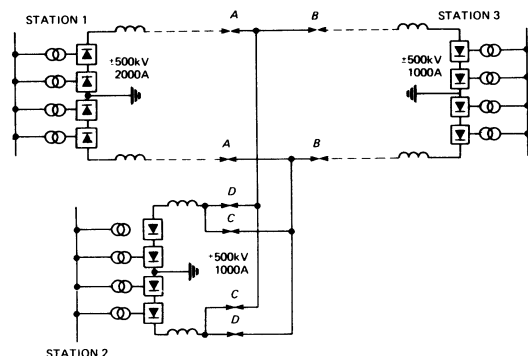 STATION 1
A
B
STATION 3
±500kV
2000A
±500kV
1000A
A
B
D
C
±500kV
1000A
C
D
STATION 2